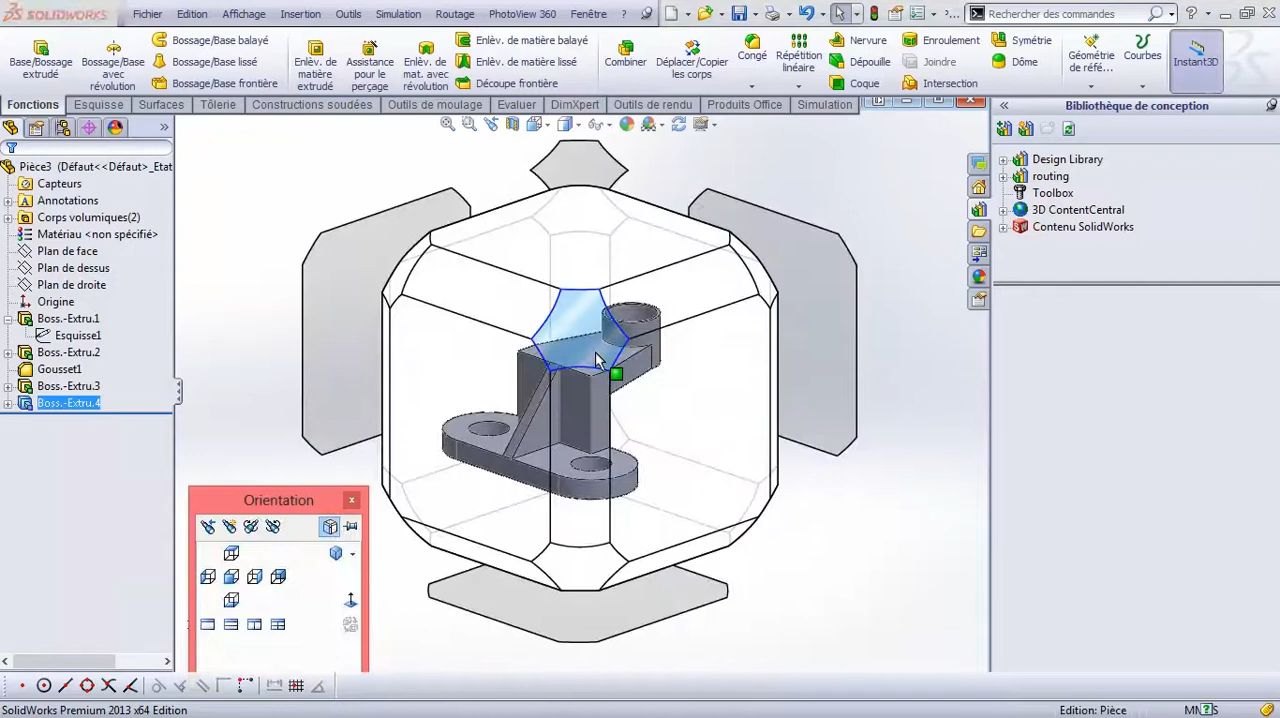 SOLIDWORKS Fichier Edition Affichage Insertion Outils Simulation Routage PhotoView 360 Fenêtre ? ?... Rechercher des commandes ?
Base/Bossage extrudé
Bossage/Base avec révolution
Bossage/Base balayé
Bossage/Base lissé
Bossage/Base frontière
Enlèv. de matière extrudé
Assistance pour le perçage
Enlèv. de mat. avec révolution
Enlèv. de matière balayé
Enlèv. de matière lissé
Découpe frontière
Combiner
Déplacer/Copier les corps
Congé
Répétition linéaire
Nervure
Dépouille
Coque
Enroulement
Joindre
Intersection
Symétrie
Dôme
Géométrie de réfé...
Courbes
Instant3D
Fonctions Esquisse Surfaces Tôlerie Constructions soudées Outils de moulage Evaluer DimXpert Outils de rendu Produits Office Simulation
Pièce3 (Défaut<<Défaut>_Etat
Capteurs
Annotations
Corps volumiques(2)
Matériau <non spécifié>
Plan de face
Plan de dessus
Plan de droite
Origine
Boss.-Extru.1
Esquisse1
Boss.-Extru.2
Gousset1
Boss.-Extru.3
Boss.-Extru.4
Orientation
Bibliothèque de conception
Design Library
routing
Toolbox
3D ContentCentral
Contenu SolidWorks
SolidWorks Premium 2013 x64 Edition Edition: Pièce